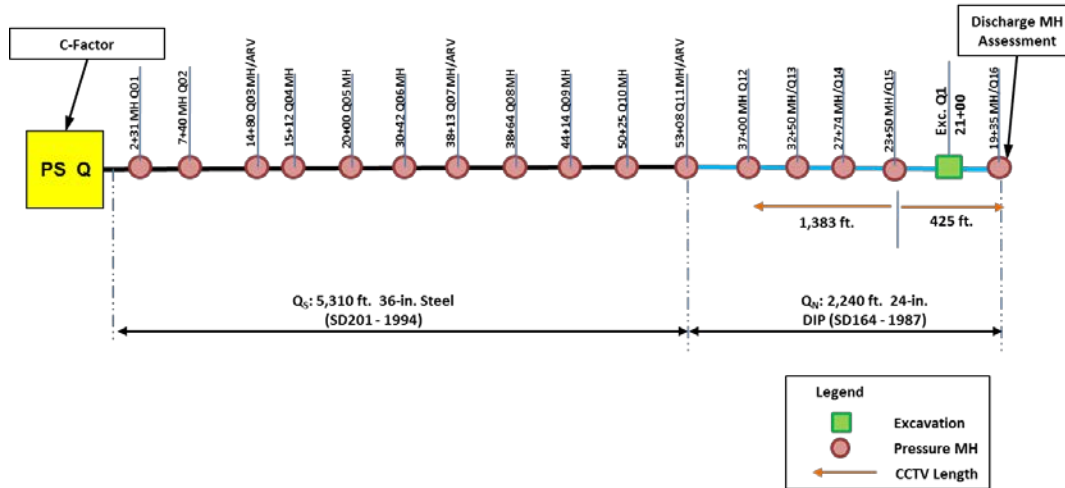 C-Factor
Discharge MH
Assessment
PS Q
2+31 MH Q01
7+40 MH Q02
14+80 Q03 MH/ARV
15+12 Q04 MH
20+00 Q05 MH
30+42 Q06 MH
38+13 Q07 MH/ARV
38+64 Q08 MH
44+14 Q09 MH
50+25 Q10 MH
53+08 Q11 MH/ARV
37+00 MH Q12
32+50 MH/Q13
27+74 MH/Q14
23+50 MH/Q15
Exc. Q1
21+00
19+35 MH/Q16
1,383 ft.
425 ft.
QS: 5,310 ft. 36-in. Steel
(SD201 - 1994)
QN: 2,240 ft. 24-in.
DIP (SD164 - 1987)
Legend
Excavation
Pressure MH
CCTV Length